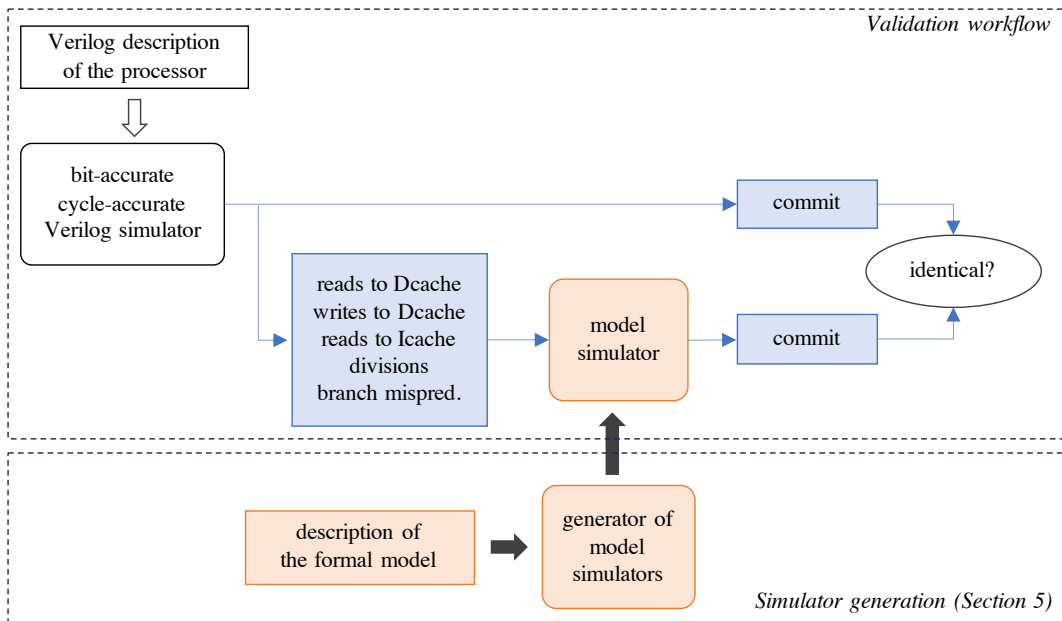 Validation workflow
Verilog description
of the processor
bit-accurate
cycle-accurate
Verilog simulator
commit
identical?
reads to Dcache
writes to Dcache
reads to Icache
divisions
branch mispred.
model
simulator
commit
description of
the formal model
generator of
model
simulators
Simulator generation (Section 5)